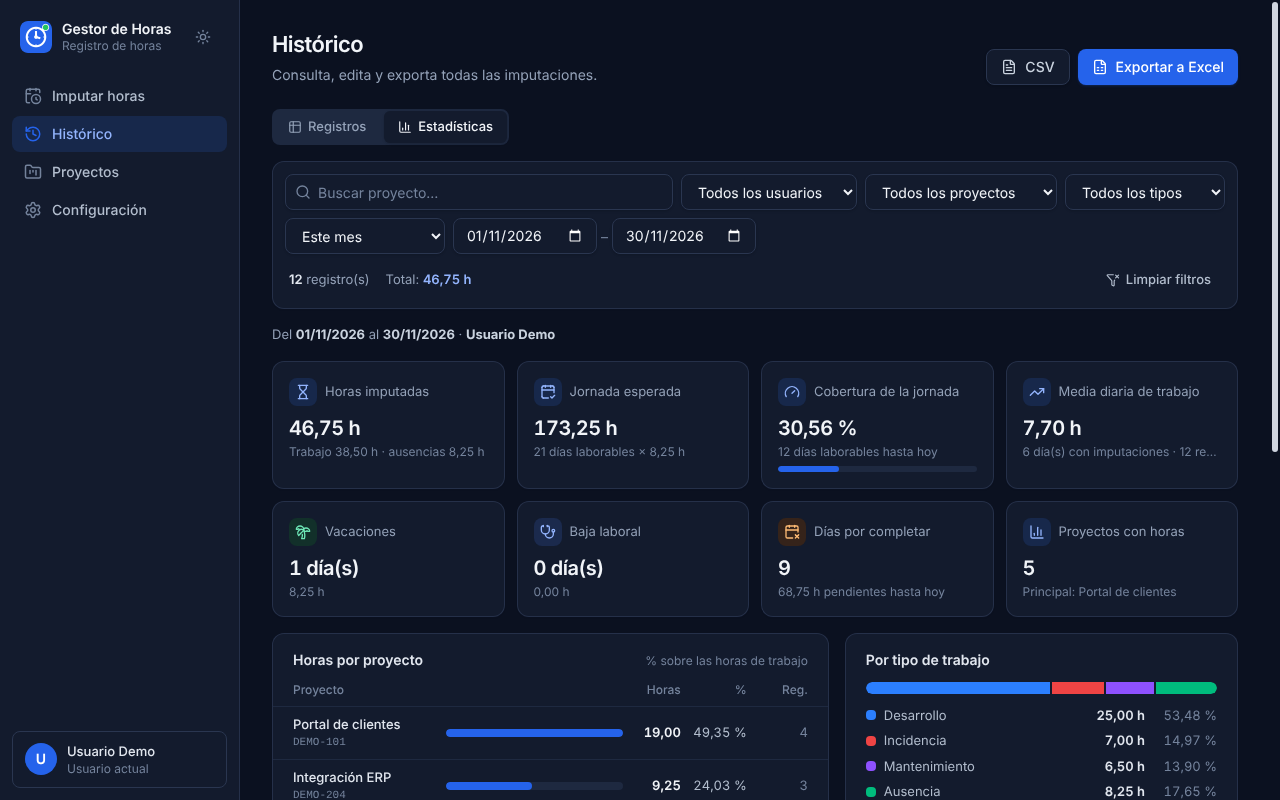 Gestor de Horas
Registro de horas
Imputar horas
Histórico
Proyectos
Configuración
U
Usuario Demo
Usuario actual
Histórico
Consulta, edita y exporta todas las imputaciones.
CSV
Exportar a Excel
Registros
Estadísticas
Buscar proyecto...
Todos los usuarios
Todos los proyectos
Todos los tipos
Este mes
01/11/2026
–
30/11/2026
12 registro(s)
Total: 46,75 h
Limpiar filtros
Del 01/11/2026 al 30/11/2026 · Usuario Demo
Horas imputadas
46,75 h
Trabajo 38,50 h · ausencias 8,25 h
Jornada esperada
173,25 h
21 días laborables × 8,25 h
Cobertura de la jornada
30,56 %
12 días laborables hasta hoy
Media diaria de trabajo
7,70 h
6 día(s) con imputaciones · 12 re...
Vacaciones
1 día(s)
8,25 h
Baja laboral
0 día(s)
0,00 h
Días por completar
9
68,75 h pendientes hasta hoy
Proyectos con horas
5
Principal: Portal de clientes
Horas por proyecto
% sobre las horas de trabajo
Proyecto Horas % Reg.
Portal de clientes
DEMO-101
19,00 49,35 % 4
Integración ERP
DEMO-204
9,25 24,03 % 3
Por tipo de trabajo
Desarrollo 25,00 h 53,48 %
Incidencia 7,00 h 14,97 %
Mantenimiento 6,50 h 13,90 %
Ausencia 8,25 h 17,65 %